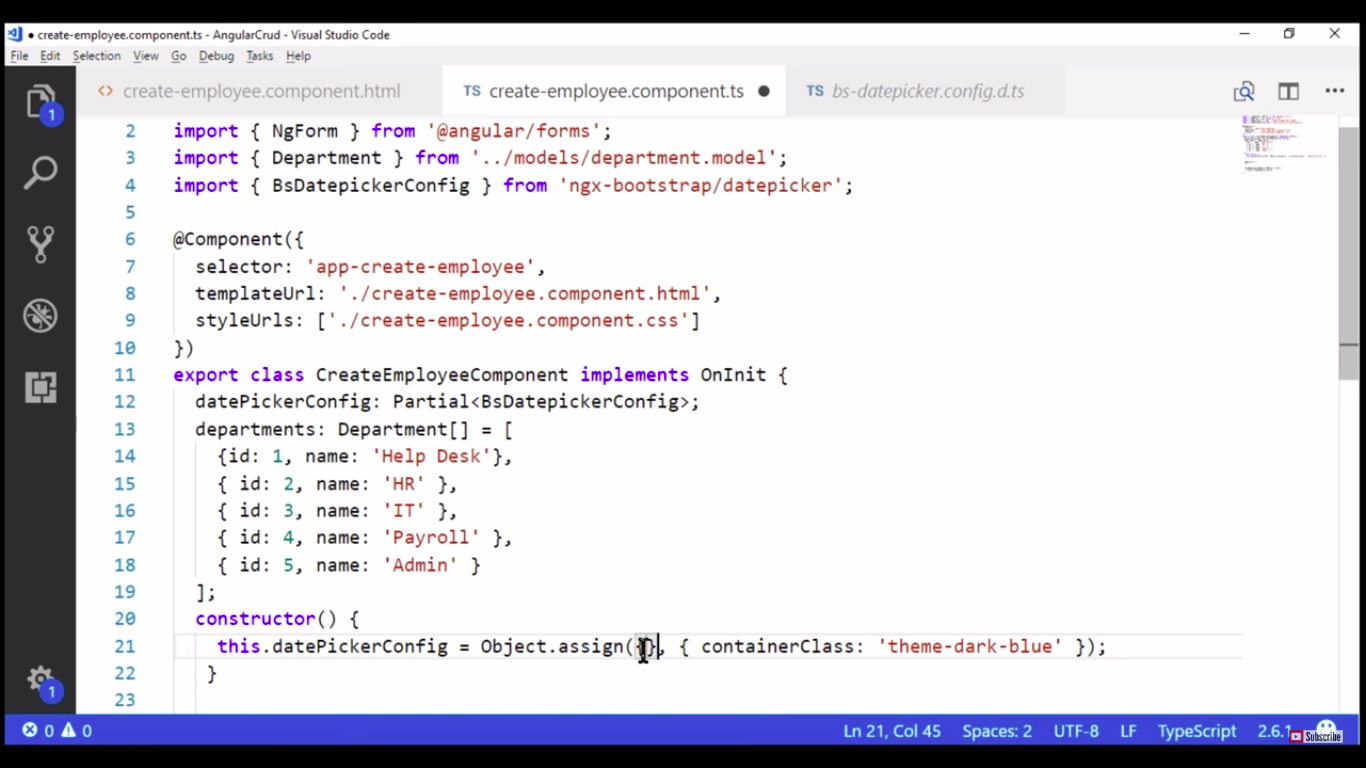 create-employee.component.ts - AngularCrud - Visual Studio Code
File Edit Selection View Go Debug Tasks Help
create-employee.component.html TS create-employee.component.ts TS bs-datepicker.config.d.ts
1
2 import { NgForm } from '@angular/forms';
3 import { Department } from '../models/department.model';
4 import { BsDatepickerConfig } from 'ngx-bootstrap/datepicker';
5
6 @Component({
7 selector: 'app-create-employee',
8 templateUrl: './create-employee.component.html',
9 styleUrls: ['./create-employee.component.css']
10 })
11 export class CreateEmployeeComponent implements OnInit {
12 datePickerConfig: Partial<BsDatepickerConfig>;
13 departments: Department[] = [
14 {id: 1, name: 'Help Desk'},
15 { id: 2, name: 'HR' },
16 { id: 3, name: 'IT' },
17 { id: 4, name: 'Payroll' },
18 { id: 5, name: 'Admin' }
19 ];
20 constructor() {
21 this.datePickerConfig = Object.assign({}, { containerClass: 'theme-dark-blue' });
22 }
23
1
0 0 Ln 21, Col 45 Spaces: 2 UTF-8 LF TypeScript 2.6.1
Subscribe